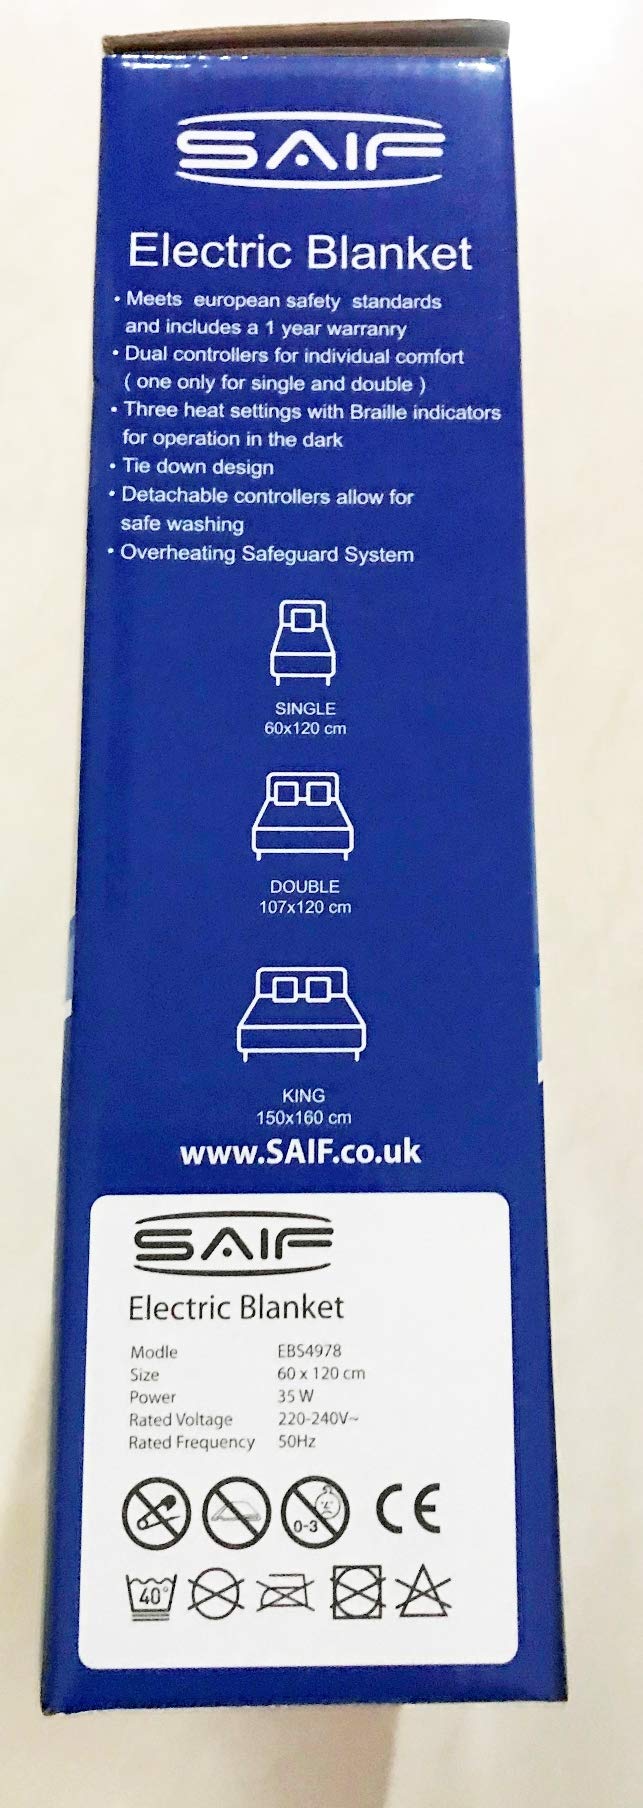 SAIF
Electric Blanket
• Meets european safety standards
and includes a 1 year warranry
• Dual controllers for individual comfort
( one only for single and double )
• Three heat settings with Braille indicators
for operation in the dark
• Tie down design
• Detachable controllers allow for
safe washing
• Overheating Safeguard System
SINGLE
60x120 cm
DOUBLE
107x120 cm
KING
150x160 cm
www.SAIF.co.uk
SAIF
Electric Blanket
Modle EBS4978
Size 60 x 120 cm
Power 35 W
Rated Voltage 220-240V~
Rated Frequency 50Hz
0-3 CE
40°